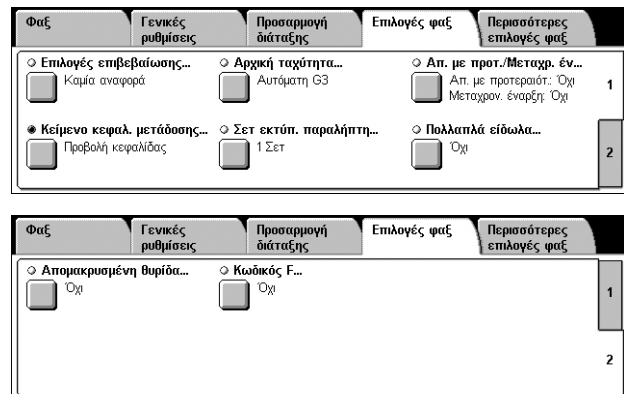 Φαξ
Γενικές ρυθμίσεις
Προσαρμογή διάταξης
Επιλογές φαξ
Περισσότερες επιλογές φαξ
Επιλογές επιβεβαίωσης...
Καμία αναφορά
Αρχική ταχύτητα...
Αυτόματη G3
Απ. με προτ./Μεταχρ. έν...
Απ. με προτεραιότ.: Όχι
Μεταχρον. έναρξη: Όχι
1
Κείμενο κεφαλ. μετάδοσης...
Προβολή κεφαλίδας
Σετ εκτύπ. παραλήπτη...
1 Σετ
Πολλαπλά είδωλα...
Όχι
2
Φαξ
Γενικές ρυθμίσεις
Προσαρμογή διάταξης
Επιλογές φαξ
Περισσότερες επιλογές φαξ
Απομακρυσμένη θυρίδα...
Όχι
Κωδικός F...
Όχι
1
2